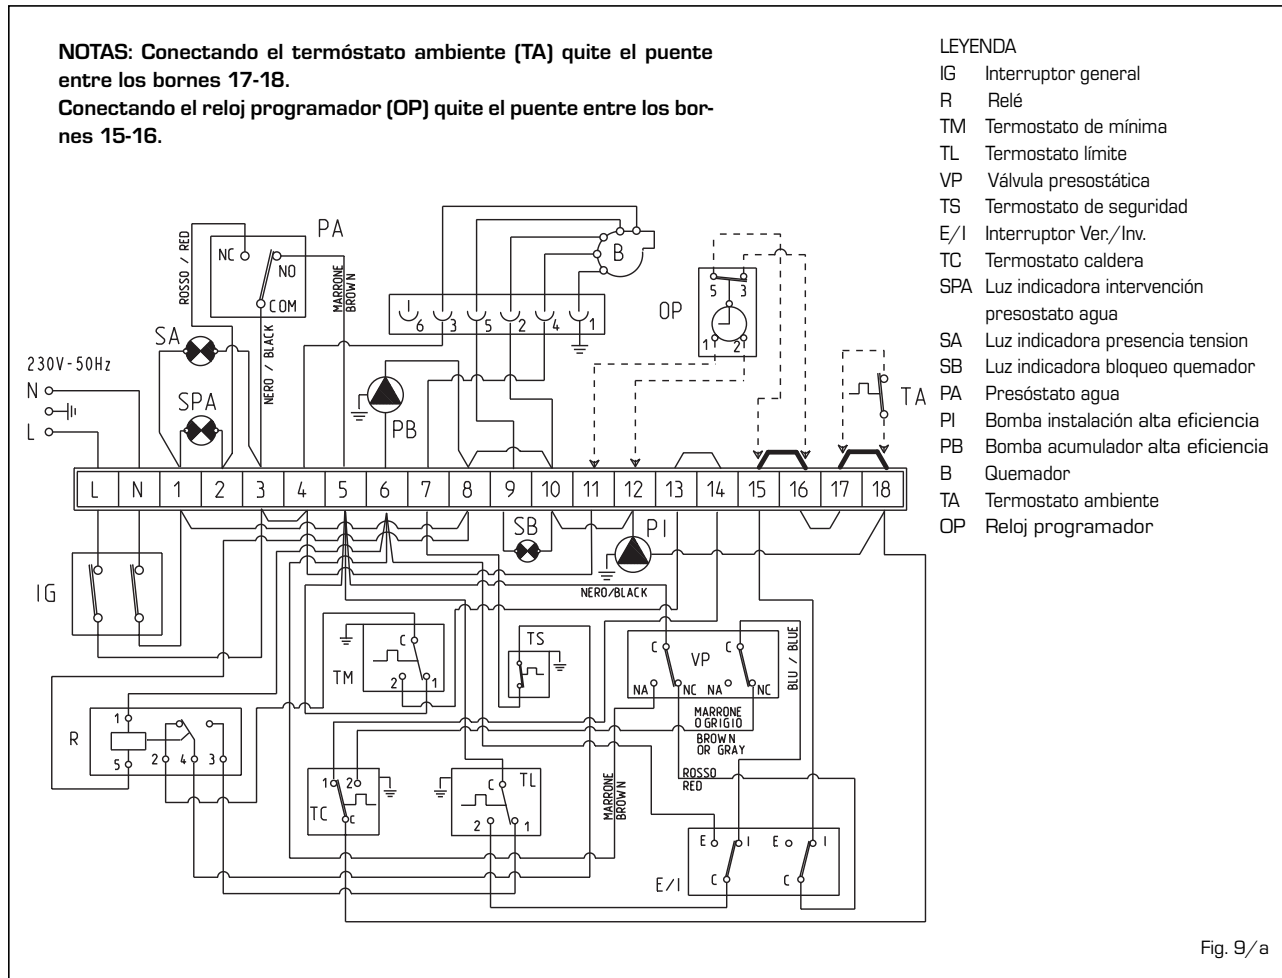 NOTAS: Conectando el termóstato ambiente (TA) quite el puente
entre los bornes 17-18.
Conectando el reloj programador (OP) quite el puente entre los bor-
nes 15-16.
LEYENDA
IG Interruptor general
R Relé
TM Termostato de mínima
TL Termostato límite
VP Válvula presostática
TS Termostato de seguridad
E/I Interruptor Ver./Inv.
TC Termostato caldera
SPA Luz indicadora intervención
presostato agua
SA Luz indicadora presencia tension
SB Luz indicadora bloqueo quemador
PA Presóstato agua
PI Bomba instalación alta eficiencia
PB Bomba acumulador alta eficiencia
B Quemador
TA Termostato ambiente
OP Reloj programador
PA
NC
NO
COM
ROSSO / RED
MARRONE
BROWN
NERO / BLACK
B
6 3 5 2 4 1
OP
5 3
1 2
SA
SPA
230V-50Hz
N
L
PB
TA
L N 1 2 3 4 5 6 7 8 9 10 11 12 13 14 15 16 17 18
SB
PI
IG
NERO/BLACK
TM
C
2 1
TS
VP
C C
NA NC NA NC
BLU / BLUE
MARRONE
O GRIGIO
BROWN
OR GRAY
ROSSO
RED
R
1
5 2 4 3
TC
1 2
C
TL
C
2 1
MARRONE
BROWN
E/I
E I E I
C C
Fig. 9/a